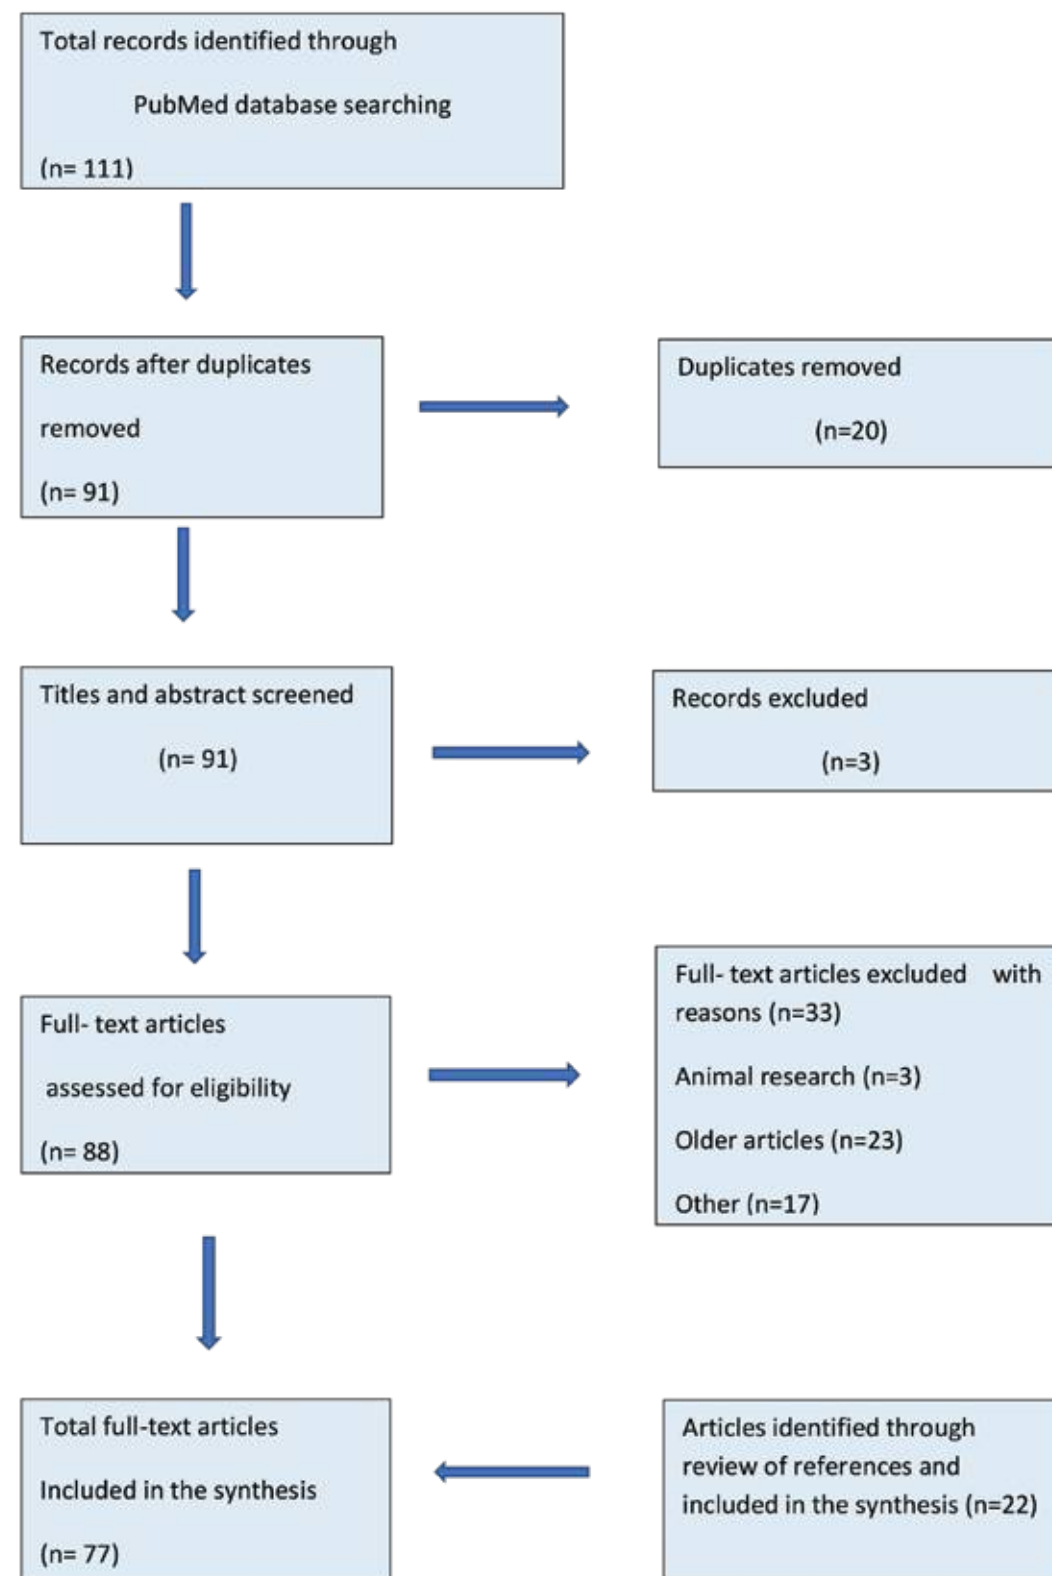 Total records identified through
PubMed database searching
(n= 111)
Records after duplicates
removed
(n= 91)
Duplicates removed
(n=20)
Titles and abstract screened
(n= 91)
Records excluded
(n=3)
Full- text articles
assessed for eligibility
(n= 88)
Full- text articles excluded with
reasons (n=33)
Animal research (n=3)
Older articles (n=23)
Other (n=17)
Total full-text articles
Included in the synthesis
(n= 77)
Articles identified through
review of references and
included in the synthesis (n=22)